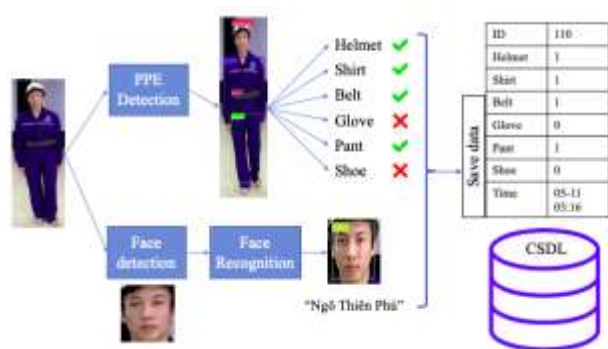 PPE
Detection
Helmet
Shirt
Belt
Glove
Pant
Shoe
Face
detection
Face
Recognition
"Ngô Thiên Phú"
Save data
ID 110
Helmet 1
Shirt 1
Belt 1
Glove 0
Pant 1
Shoe 0
Time 05-11
03:16
CSDL